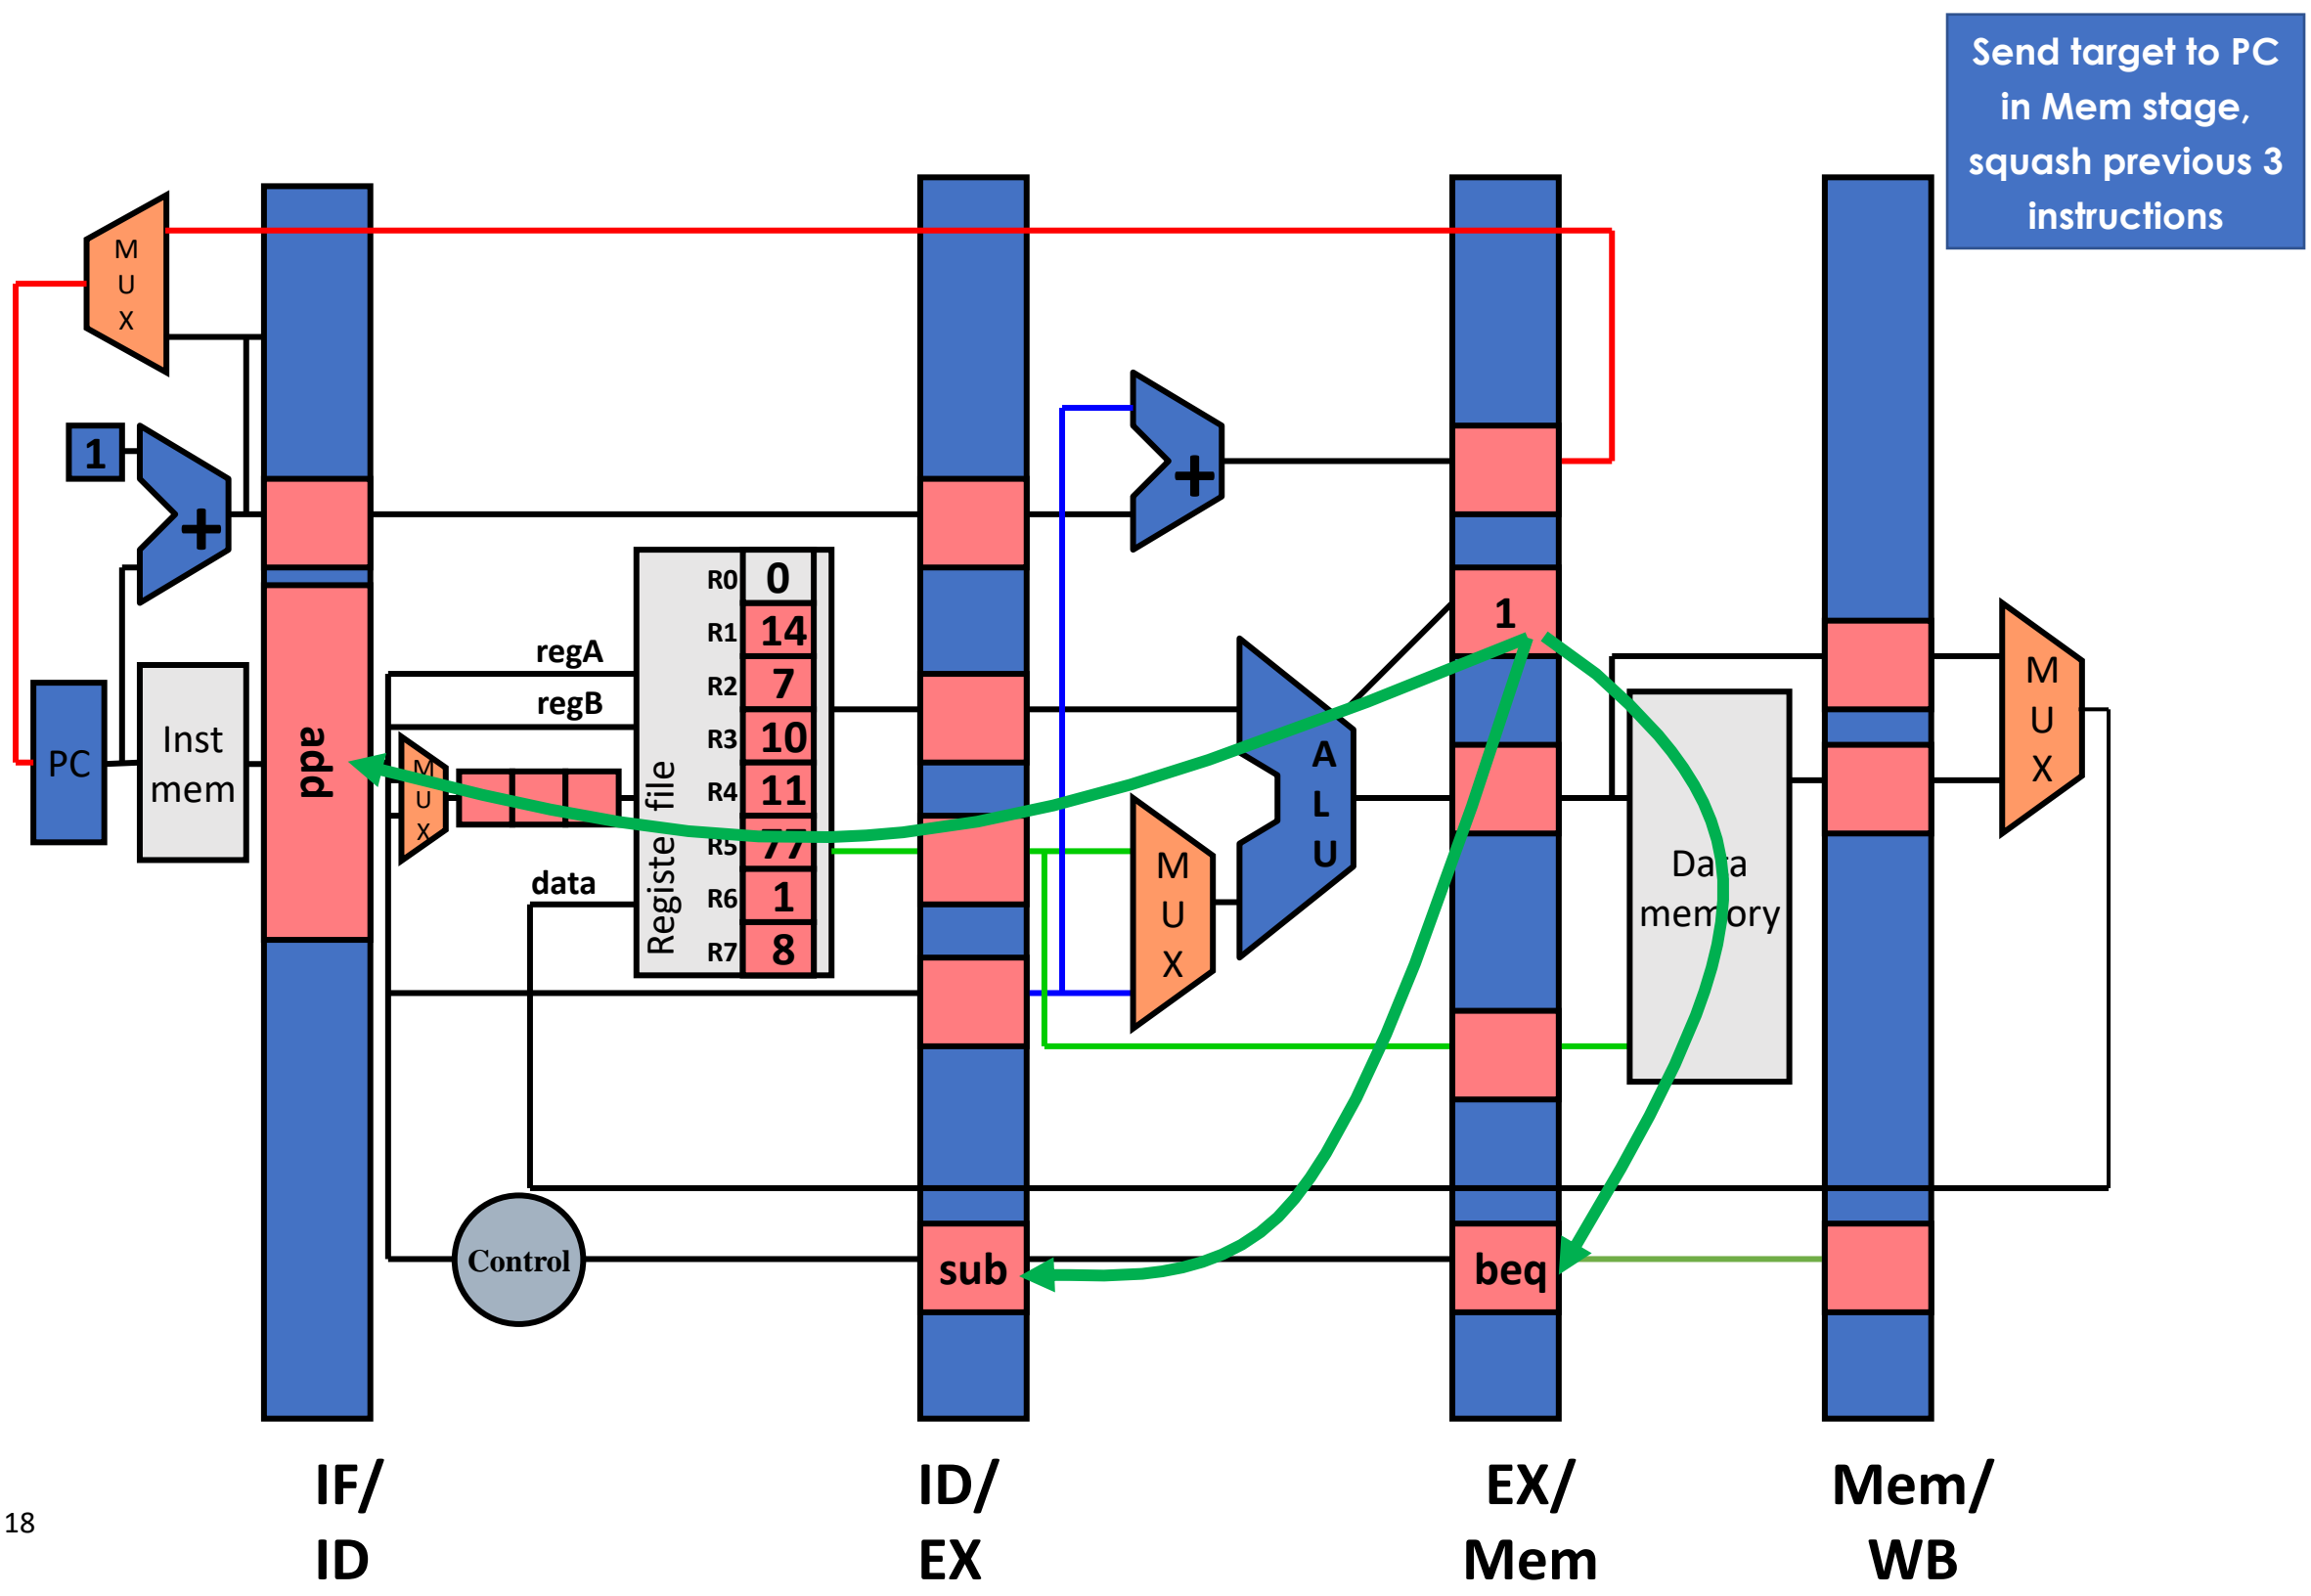 Send target to PC
in Mem stage,
squash previous 3
instructions
M
U
X
1
+
+
R0 0
R1 14
1
regA
R2 7
regB
R3 10
M
U
X
PC
Inst
mem
add
M
U
X
Register file
R4 11
A
L
U
R5 77
M
U
X
Data
memory
data
R6 1
R7 8
Control
sub
beq
IF/
ID
ID/
EX
EX/
Mem
Mem/
WB
18